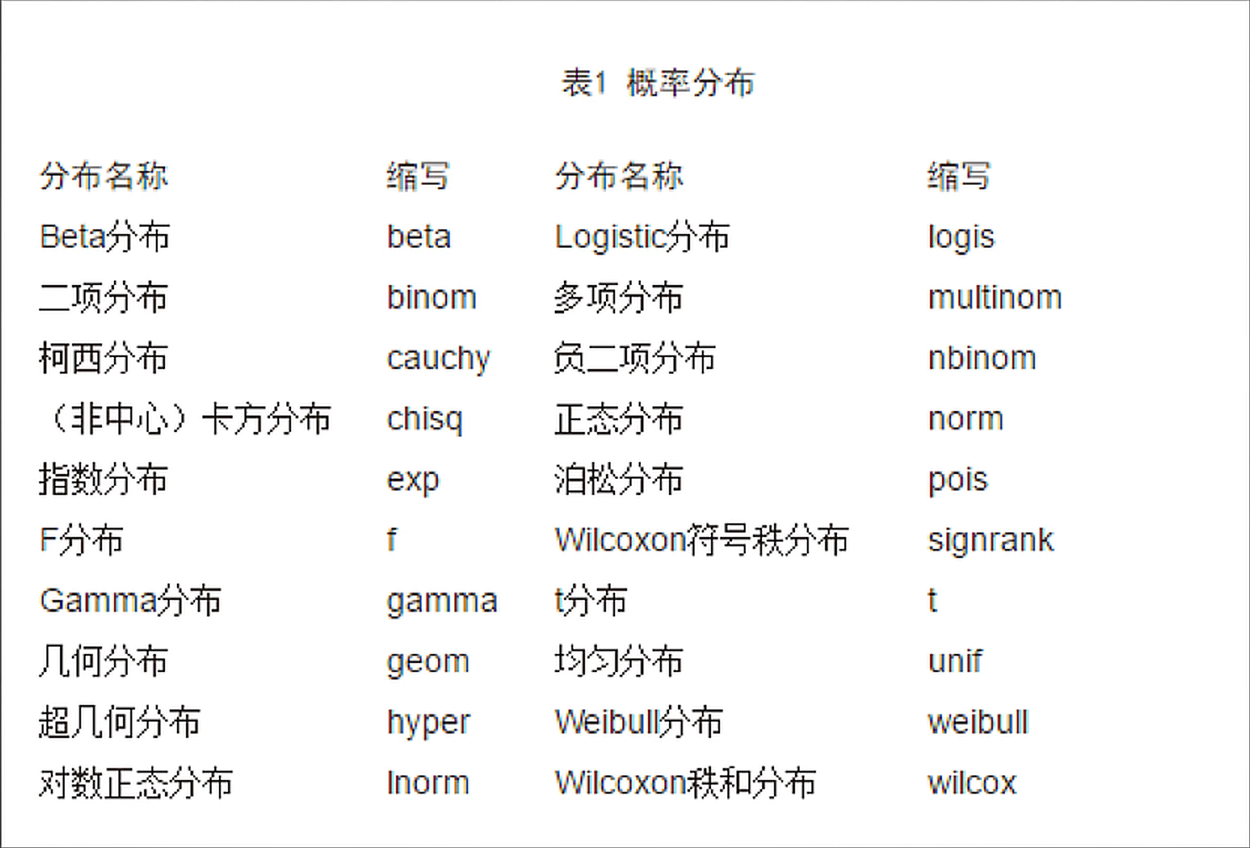 表1 概率分布
分布名称 缩写 分布名称 缩写
Beta分布 beta Logistic分布 logis
二项分布 binom 多项分布 multinom
柯西分布 cauchy 负二项分布 nbinom
（非中心）卡方分布 chisq 正态分布 norm
指数分布 exp 泊松分布 pois
F分布 f Wilcoxon符号秩分布 signrank
Gamma分布 gamma t分布 t
几何分布 geom 均匀分布 unif
超几何分布 hyper Weibull分布 weibull
对数正态分布 lnorm Wilcoxon秩和分布 wilcox